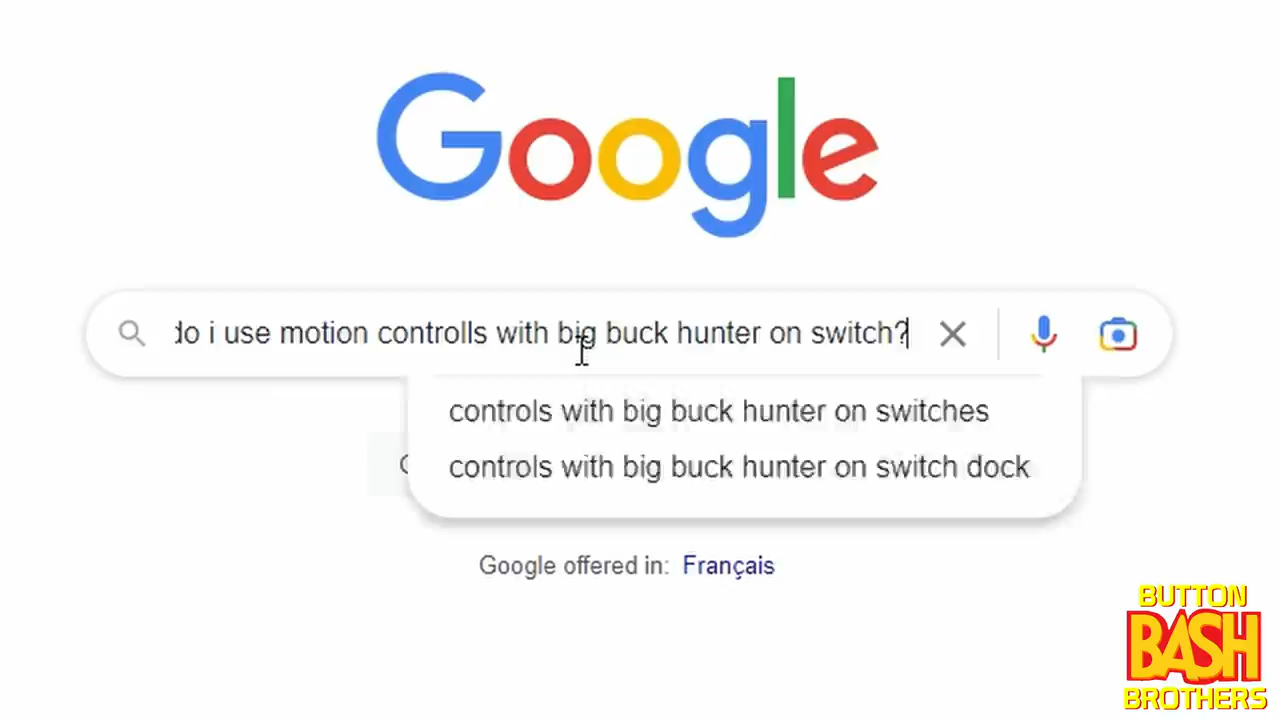 Google
do i use motion controlls with big buck hunter on switch?
controls with big buck hunter on switches
controls with big buck hunter on switch dock
Google offered in: Français
BUTTON
BASH
BROTHERS